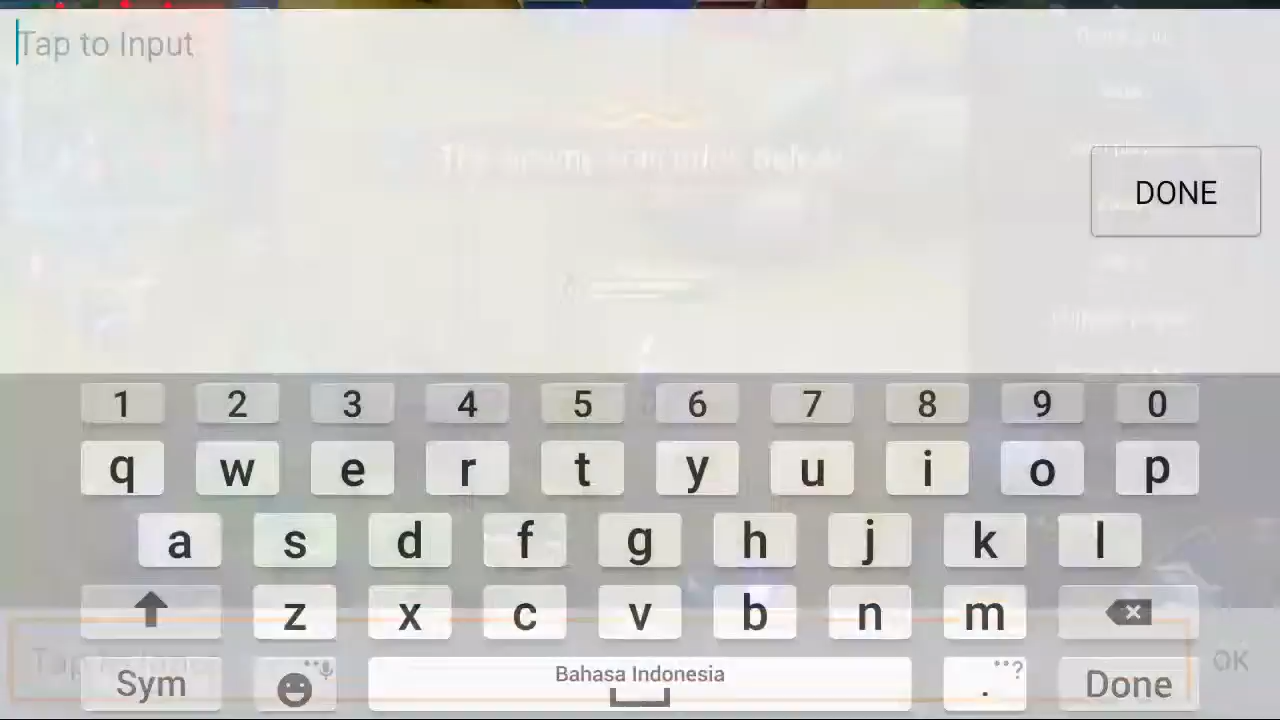 Tap to Input
DONE
1 2 3 4 5 6 7 8 9 0
q w e r t y u i o p
a s d f g h j k l
z x c v b n m
Sym
Bahasa Indonesia
. ?
Done
OK